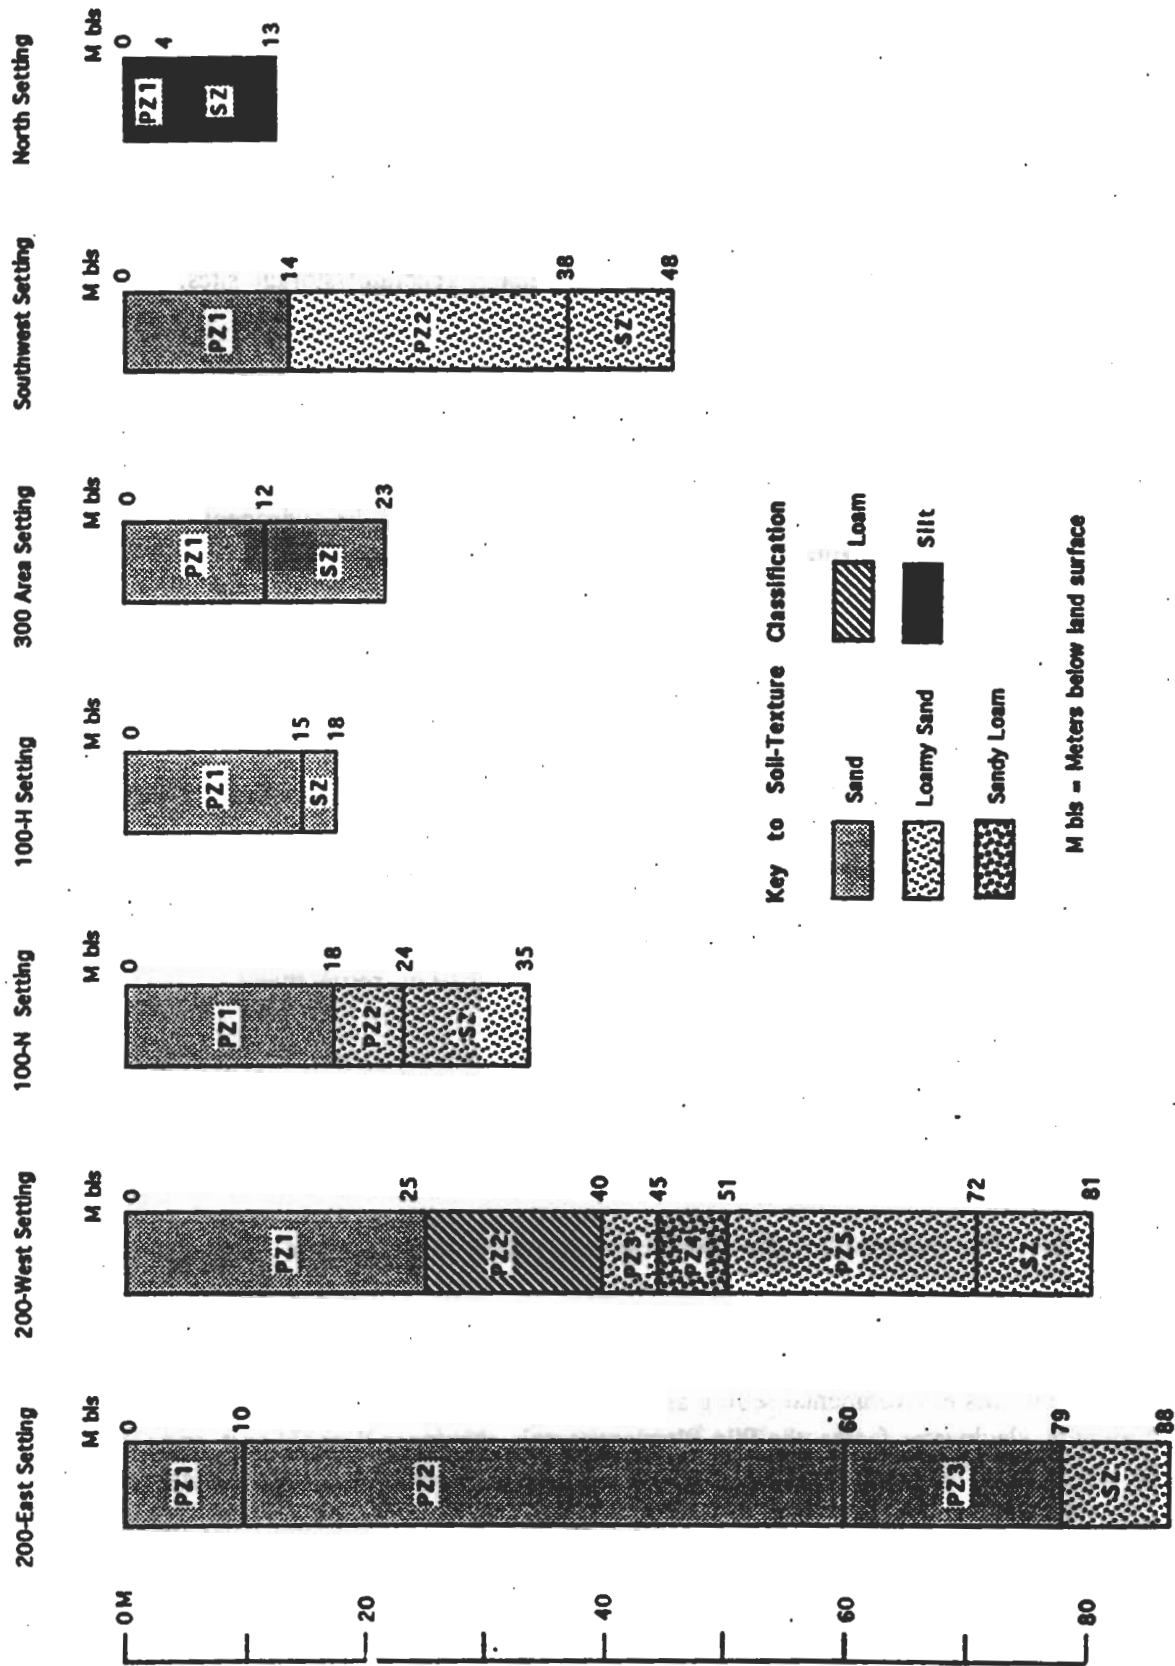 200-East Setting
M bls
0
PZ1
10
PZ2
60
PZ3
79
SZ
88
200-West Setting
M bls
0
PZ1
25
PZ2
40
PZ3
45
PZ4
51
PZ5
72
SZ
81
100-N Setting
M bls
0
PZ1
18
PZ2
24
SZ
35
100-H Setting
M bls
0
PZ1
15
SZ
18
300 Area Setting
M bls
0
PZ1
12
SZ
23
Southwest Setting
M bls
0
PZ1
14
PZ2
38
SZ
48
North Setting
M bls
0
PZ1
4
SZ
13
0M
20
40
60
80
Key to Soil-Texture Classification
Sand
Loam
Loamy Sand
Silt
Sandy Loam
M bls = Meters below land surface